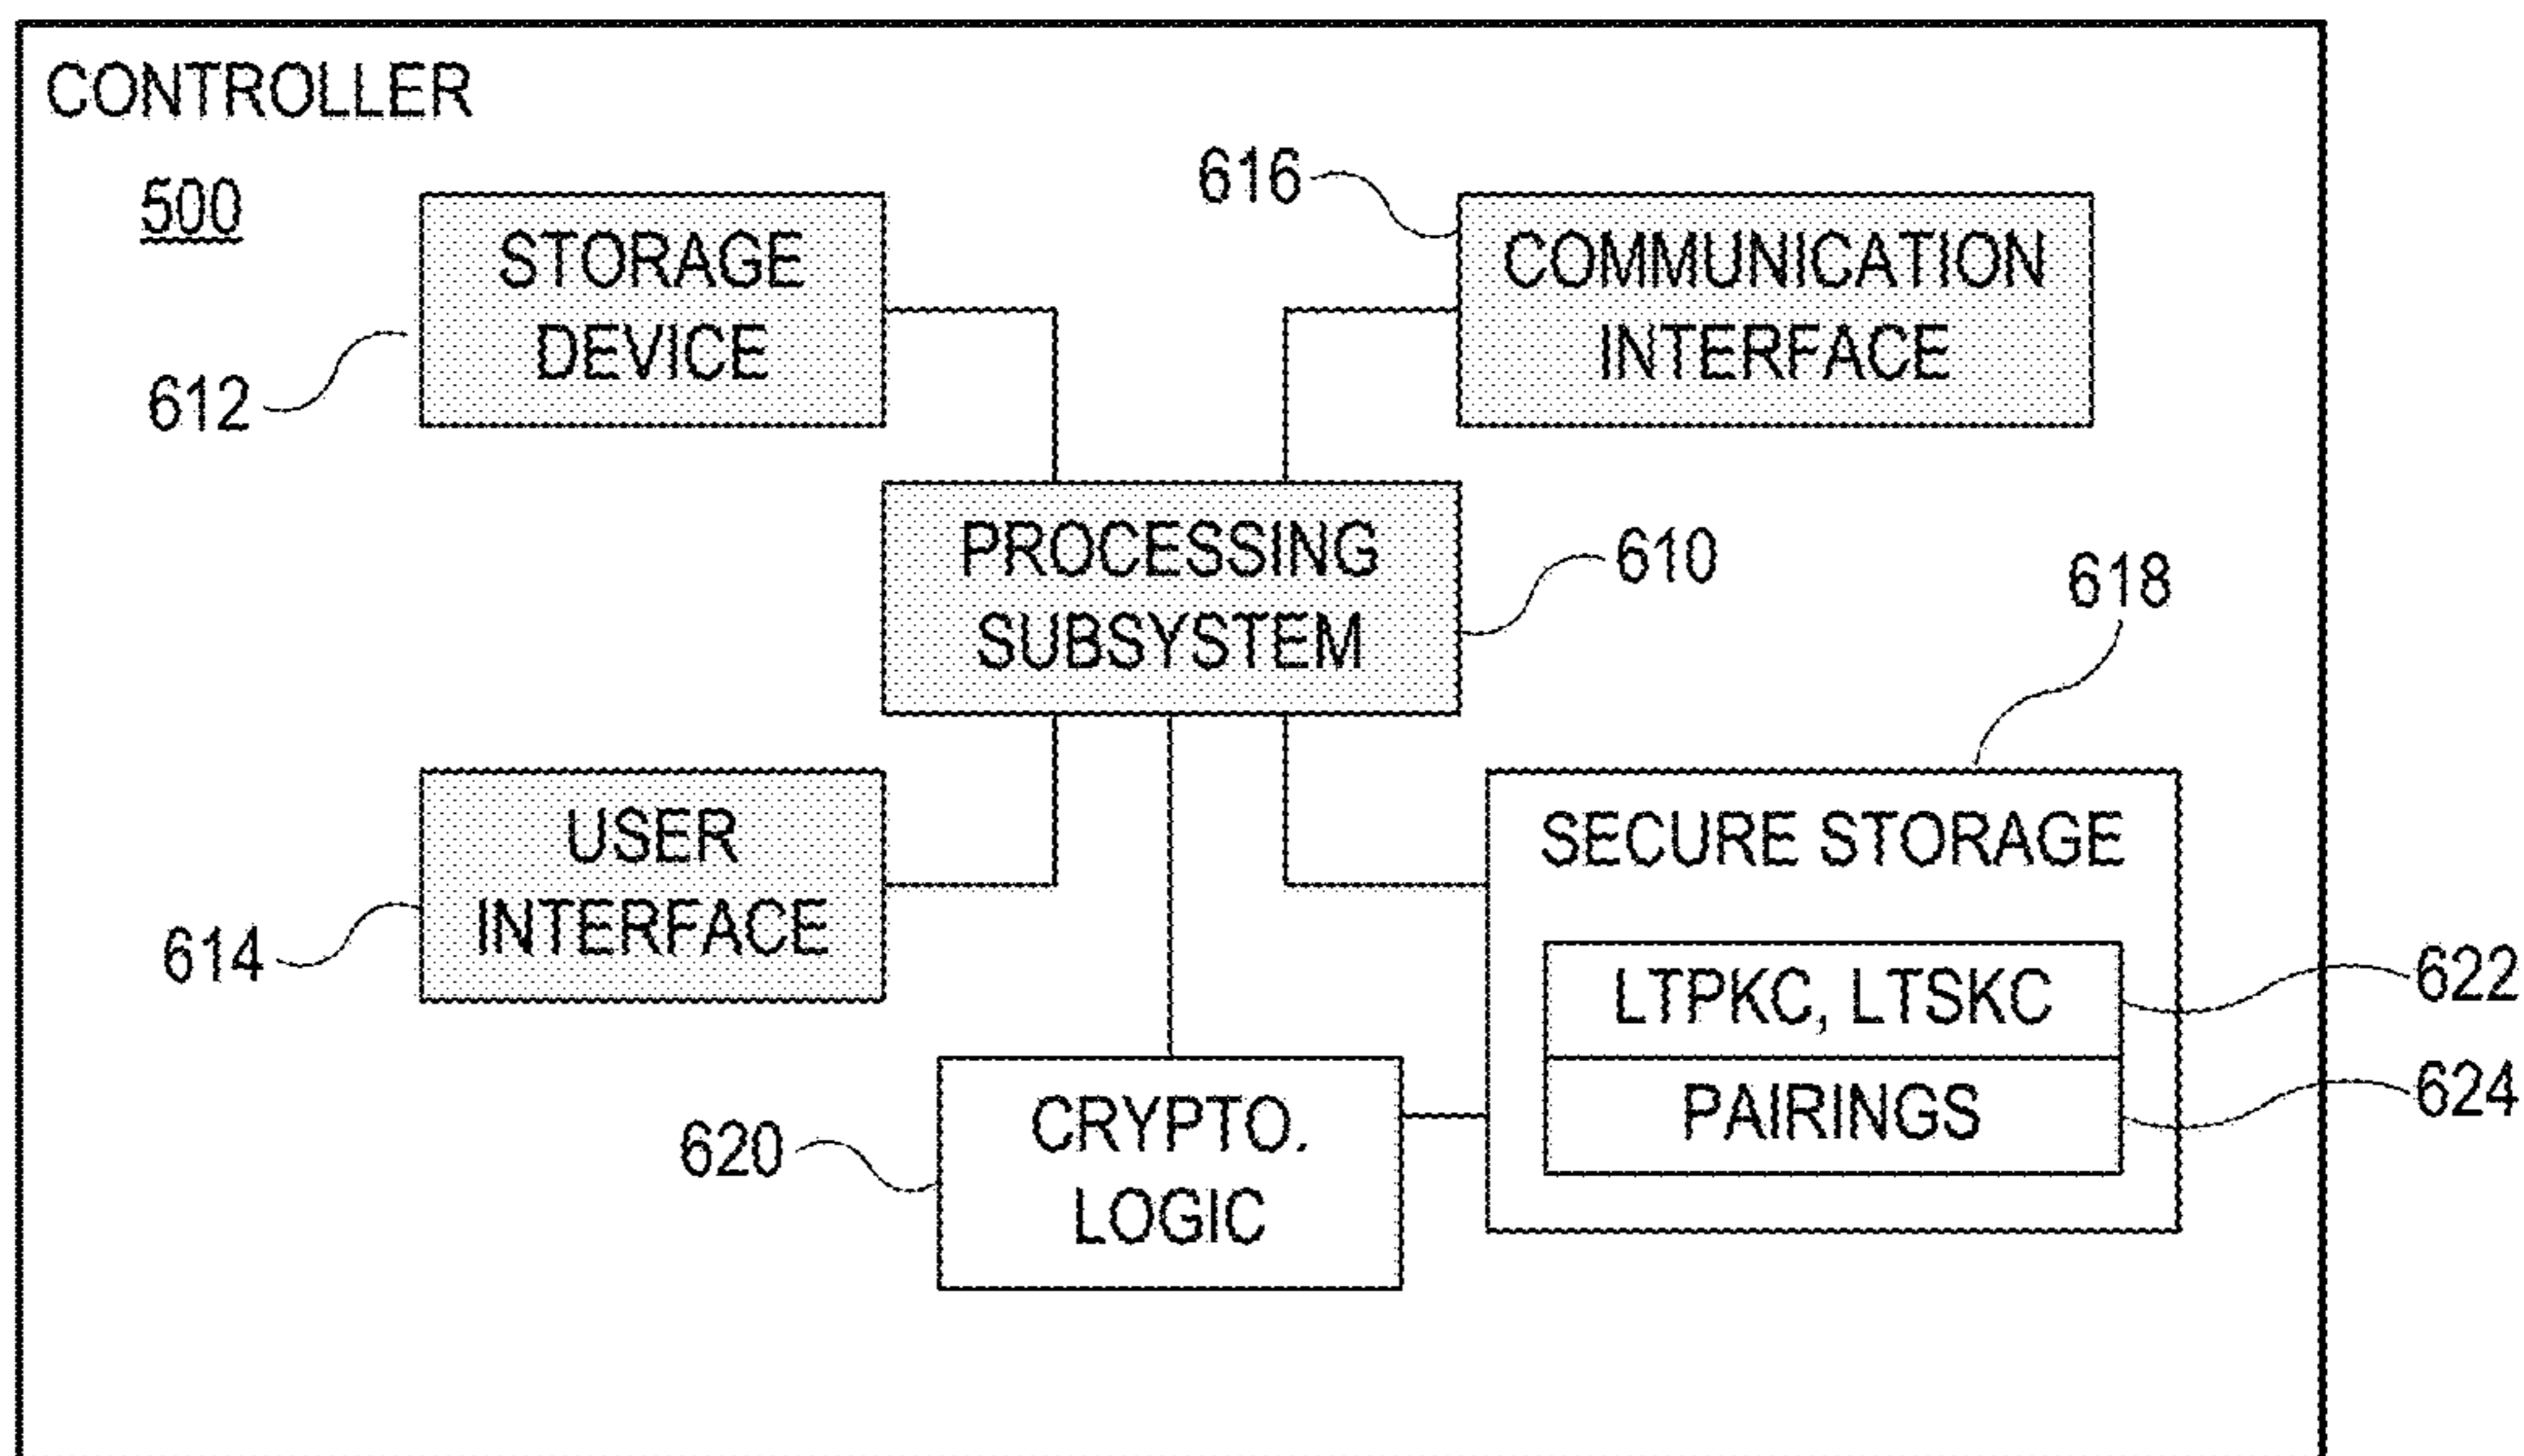 CONTROLLER
500
616
STORAGE
DEVICE
COMMUNICATION
INTERFACE
612
PROCESSING
SUBSYSTEM
610
618
USER
INTERFACE
614
SECURE STORAGE
LTPKC, LTSKC
622
PAIRINGS
624
620
CRYPTO.
LOGIC